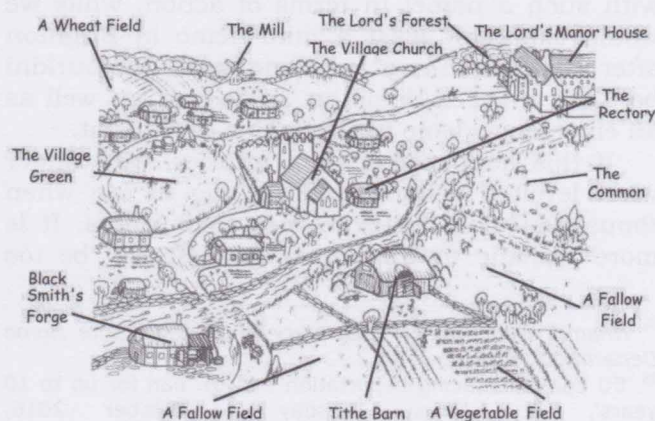 A Wheat Field
The Mill
The Lord's Forest
The Lord's Manor House
The Village Church
The
Rectory
The Village
Green
The
Common
Black
Smith's
Forge
A Fallow
Field
A Fallow Field
Tithe Barn
A Vegetable Field